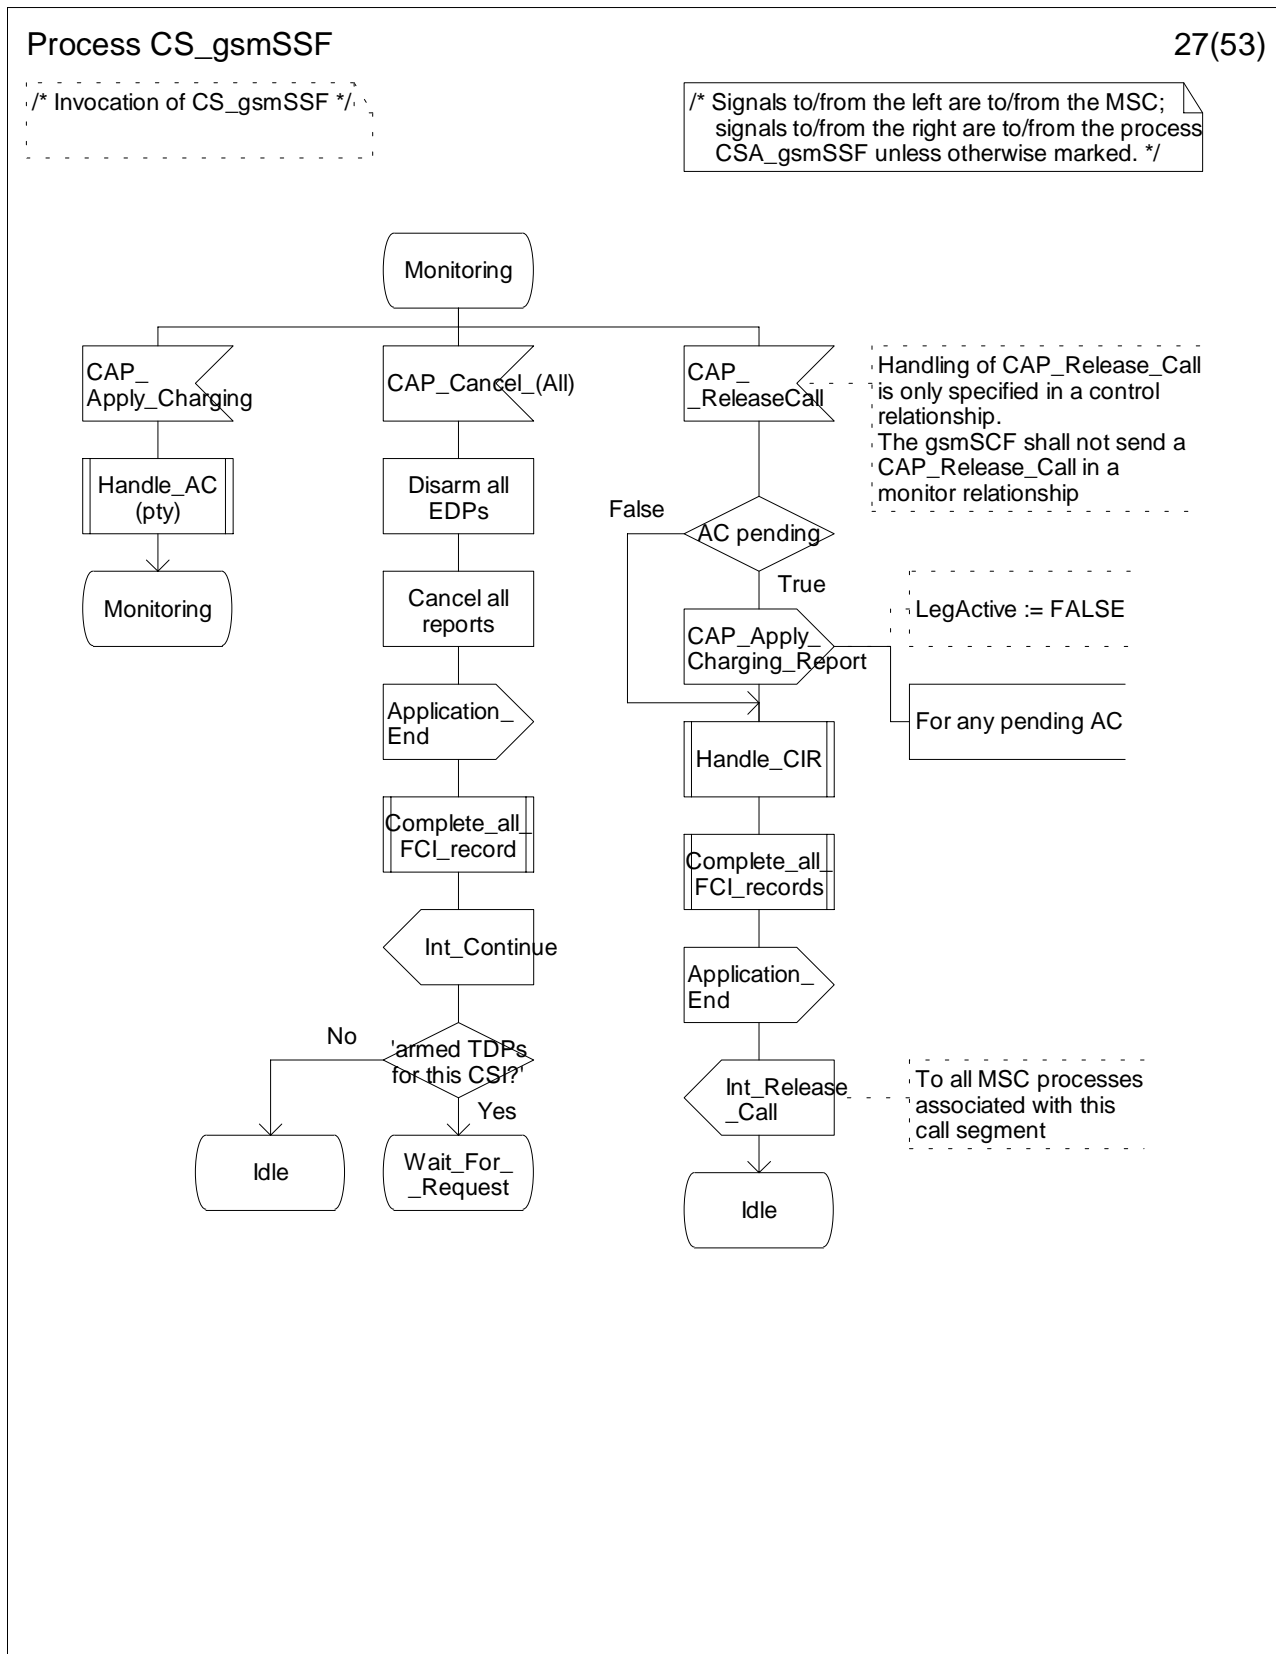 Process CS_gsmSSF
27(53)
/* Invocation of CS_gsmSSF */
/* Signals to/from the left are to/from the MSC;
signals to/from the right are to/from the process
CSA_gsmSSF unless otherwise marked. */
Monitoring
CAP_
Apply_Charging
Handle_AC
(pty)
Monitoring
CAP_Cancel_(All)
Disarm all
EDPs
Cancel all
reports
Application_
End
Complete_all_
FCI_record
Int_Continue
'armed TDPs
for this CSI?'
No
Yes
Idle
Wait_For_
_Request
CAP_
_ReleaseCall
Handling of CAP_Release_Call
is only specified in a control
relationship.
The gsmSCF shall not send a
CAP_Release_Call in a
monitor relationship
AC pending
False
True
CAP_Apply_
Charging_Report
LegActive := FALSE
For any pending AC
Handle_CIR
Complete_all_
FCI_records
Application_
End
Int_Release
_Call
To all MSC processes
associated with this
call segment
Idle